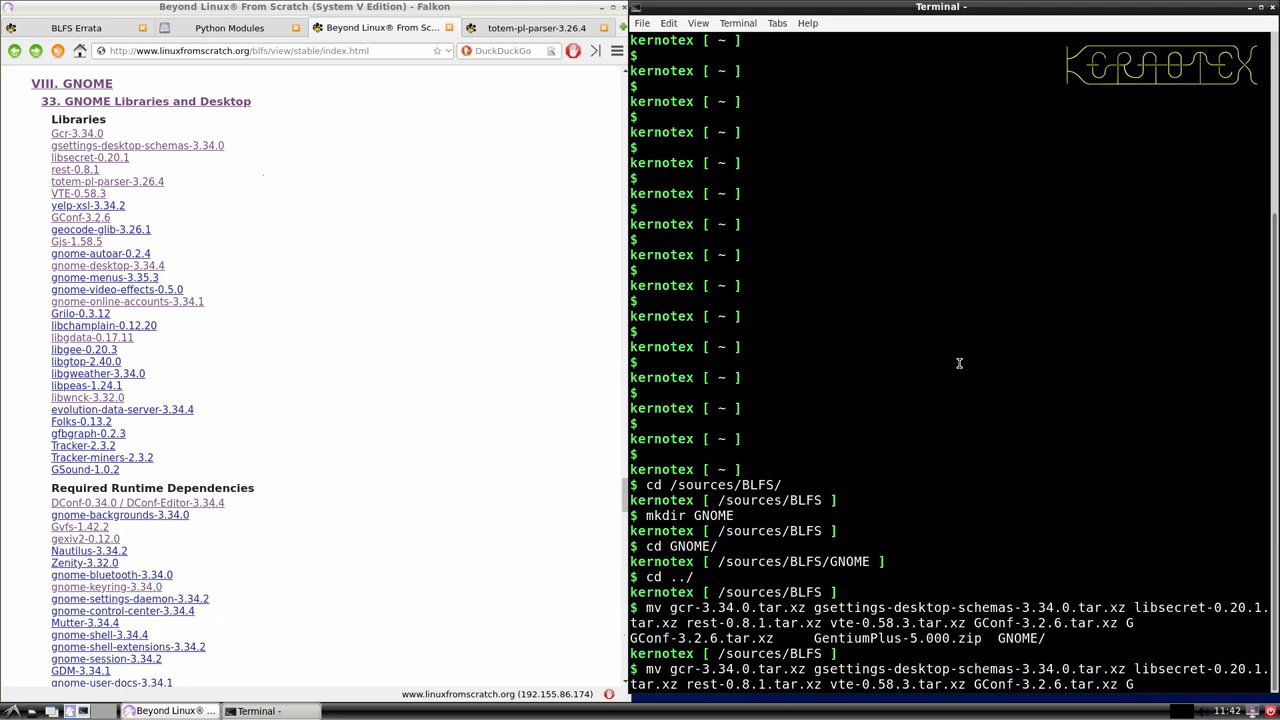 Beyond Linux® From Scratch (System V Edition) - Falkon
BLFS Errata
Python Modules
Beyond Linux® From Sc...
totem-pl-parser-3.26.4
http://www.linuxfromscratch.org/blfs/view/stable/index.html
DuckDuckGo
VIII. GNOME
33. GNOME Libraries and Desktop
Libraries
Gcr-3.34.0
gsettings-desktop-schemas-3.34.0
libsecret-0.20.1
rest-0.8.1
totem-pl-parser-3.26.4
VTE-0.58.3
yelp-xsl-3.34.2
GConf-3.2.6
geocode-glib-3.26.1
Gjs-1.58.5
gnome-autoar-0.2.4
gnome-desktop-3.34.4
gnome-menus-3.35.3
gnome-video-effects-0.5.0
gnome-online-accounts-3.34.1
Grilo-0.3.12
libchamplain-0.12.20
libgdata-0.17.11
libgee-0.20.3
libgtop-2.40.0
libgweather-3.34.0
libpeas-1.24.1
libwnck-3.32.0
evolution-data-server-3.34.4
Folks-0.13.2
gfbgraph-0.2.3
Tracker-2.3.2
Tracker-miners-2.3.2
GSound-1.0.2
Required Runtime Dependencies
DConf-0.34.0 / DConf-Editor-3.34.4
gnome-backgrounds-3.34.0
Gvfs-1.42.2
gexiv2-0.12.0
Nautilus-3.34.2
Zenity-3.32.0
gnome-bluetooth-3.34.0
gnome-keyring-3.34.0
gnome-settings-daemon-3.34.2
gnome-control-center-3.34.4
Mutter-3.34.4
gnome-shell-3.34.4
gnome-shell-extensions-3.34.2
gnome-session-3.34.2
GDM-3.34.1
gnome-user-docs-3.34.1
www.linuxfromscratch.org (192.155.86.174)
Terminal -
File Edit View Terminal Tabs Help
KERNOTEX
kernotex [ ~ ]
$
kernotex [ ~ ]
$
kernotex [ ~ ]
$
kernotex [ ~ ]
$
kernotex [ ~ ]
$
kernotex [ ~ ]
$
kernotex [ ~ ]
$
kernotex [ ~ ]
$
kernotex [ ~ ]
$
kernotex [ ~ ]
$
kernotex [ ~ ]
$
kernotex [ ~ ]
$
kernotex [ ~ ]
$
kernotex [ ~ ]
$
kernotex [ ~ ]
$ cd /sources/BLFS/
kernotex [ /sources/BLFS ]
$ mkdir GNOME
kernotex [ /sources/BLFS ]
$ cd GNOME/
kernotex [ /sources/BLFS/GNOME ]
$ cd ../
kernotex [ /sources/BLFS ]
$ mv gcr-3.34.0.tar.xz gsettings-desktop-schemas-3.34.0.tar.xz libsecret-0.20.1.
tar.xz rest-0.8.1.tar.xz vte-0.58.3.tar.xz GConf-3.2.6.tar.xz G
GConf-3.2.6.tar.xz     GentiumPlus-5.000.zip  GNOME/
kernotex [ /sources/BLFS ]
$ mv gcr-3.34.0.tar.xz gsettings-desktop-schemas-3.34.0.tar.xz libsecret-0.20.1.
tar.xz rest-0.8.1.tar.xz vte-0.58.3.tar.xz GConf-3.2.6.tar.xz G
Beyond Linux® ...
Terminal -
11:42